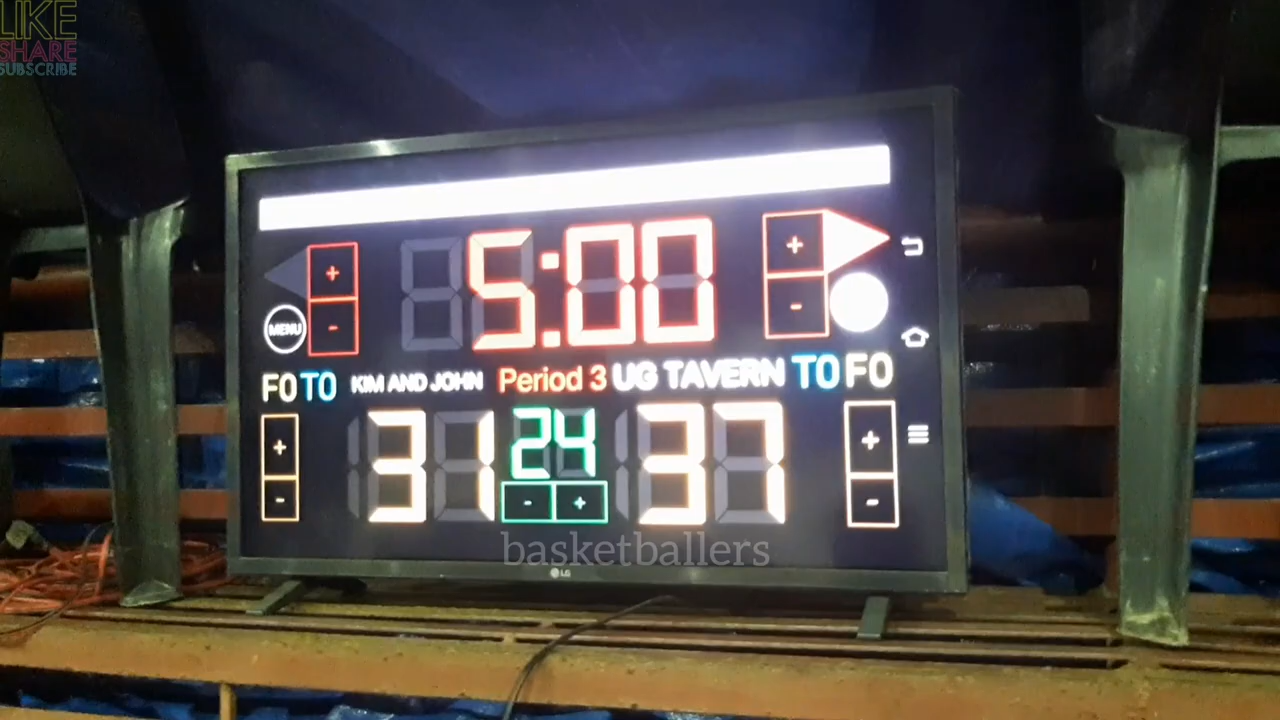 LIKE
SHARE
SUBSCRIBE
5:00
+ +
- -
MENU
F0 T0 KIM AND JOHN Period 3 UG TAVERN T0 F0
31 24 37
+ +
- - + -
basketballers
LG